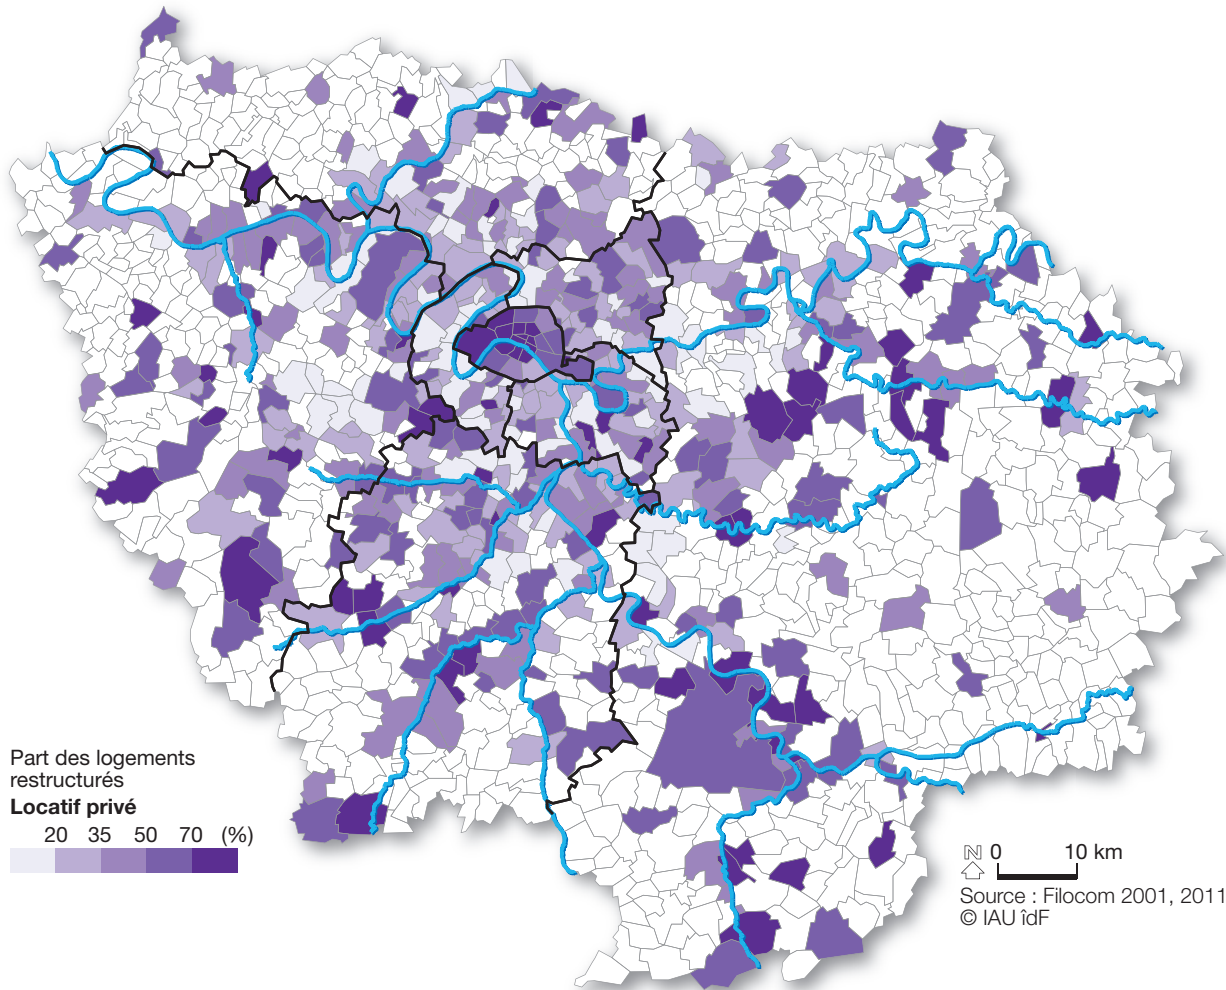 Part des logements
restructurés
Locatif privé
20 35 50 70 (%)
N 0 10 km
Source : Filocom 2001, 2011
© IAU îdF